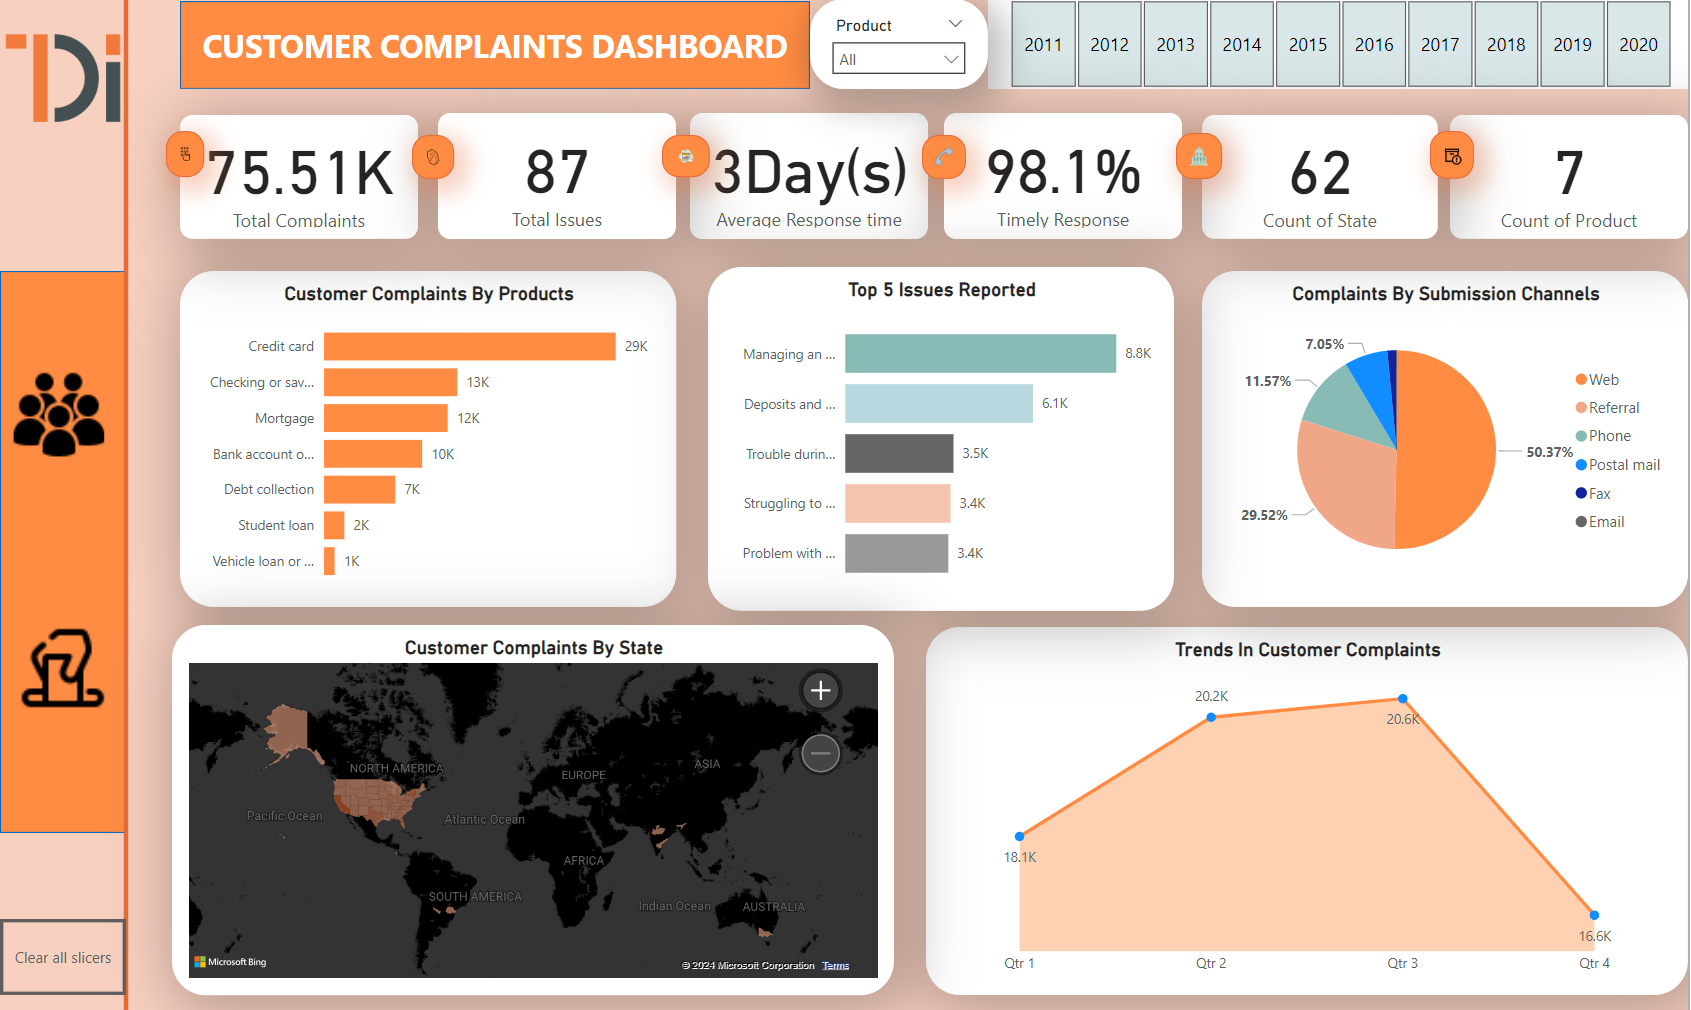 TDi
CUSTOMER COMPLAINTS DASHBOARD
Product
All
2011
2012
2013
2014
2015
2016
2017
2018
2019
2020
75.51K
Total Complaints
87
Total Issues
3Day(s)
Average Response time
98.1%
Timely Response
62
Count of State
7
Count of Product
Customer Complaints By Products
Credit card 29K
Checking or sav... 13K
Mortgage 12K
Bank account o... 10K
Debt collection 7K
Student loan 2K
Vehicle loan or ... 1K
Top 5 Issues Reported
Managing an ... 8.8K
Deposits and ... 6.1K
Trouble durin... 3.5K
Struggling to ... 3.4K
Problem with ... 3.4K
Complaints By Submission Channels
7.05%
11.57%
29.52%
50.37%
Web
Referral
Phone
Postal mail
Fax
Email
Customer Complaints By State
NORTH AMERICA
EUROPE
ASIA
Pacific Ocean
Atlantic Ocean
AFRICA
SOUTH AMERICA
Indian Ocean
AUSTRALIA
Microsoft Bing
© 2024 Microsoft Corporation Terms
Trends In Customer Complaints
18.1K
20.2K
20.6K
16.6K
Qtr 1
Qtr 2
Qtr 3
Qtr 4
Clear all slicers